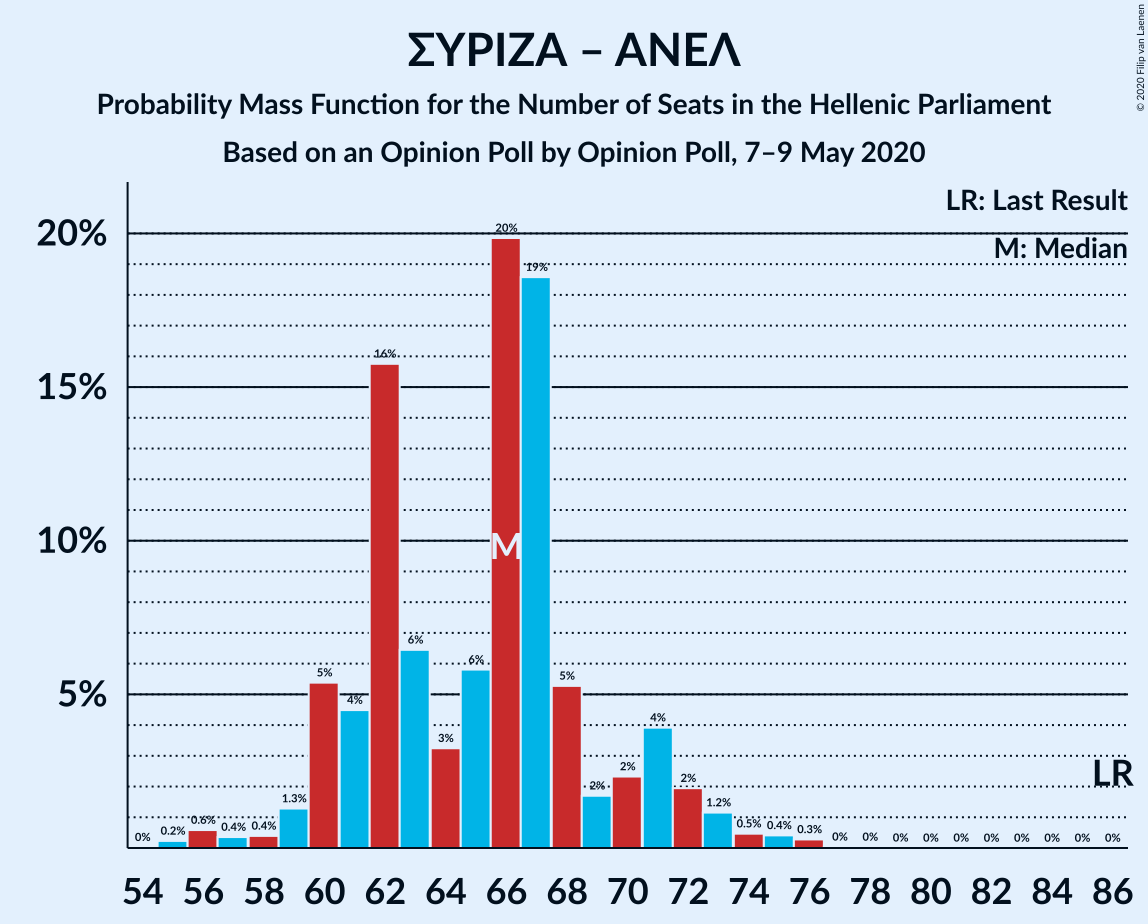 ΣΥΡΙΖΑ – ΑΝΕΛ
Probability Mass Function for the Number of Seats in the Hellenic Parliament
Based on an Opinion Poll by Opinion Poll, 7–9 May 2020
© 2020 Filip van Laenen
LR: Last Result
M: Median
20%
15%
10%
5%
0% 0.2% 0.6% 0.4% 0.4% 1.3% 5% 4% 16% 6% 3% 6% 20% 19% 5% 2% 2% 4% 2% 1.2% 0.5% 0.4% 0.3% 0% 0% 0% 0% 0% 0% 0% 0% 0% 0%
M
LR
54 56 58 60 62 64 66 68 70 72 74 76 78 80 82 84 86